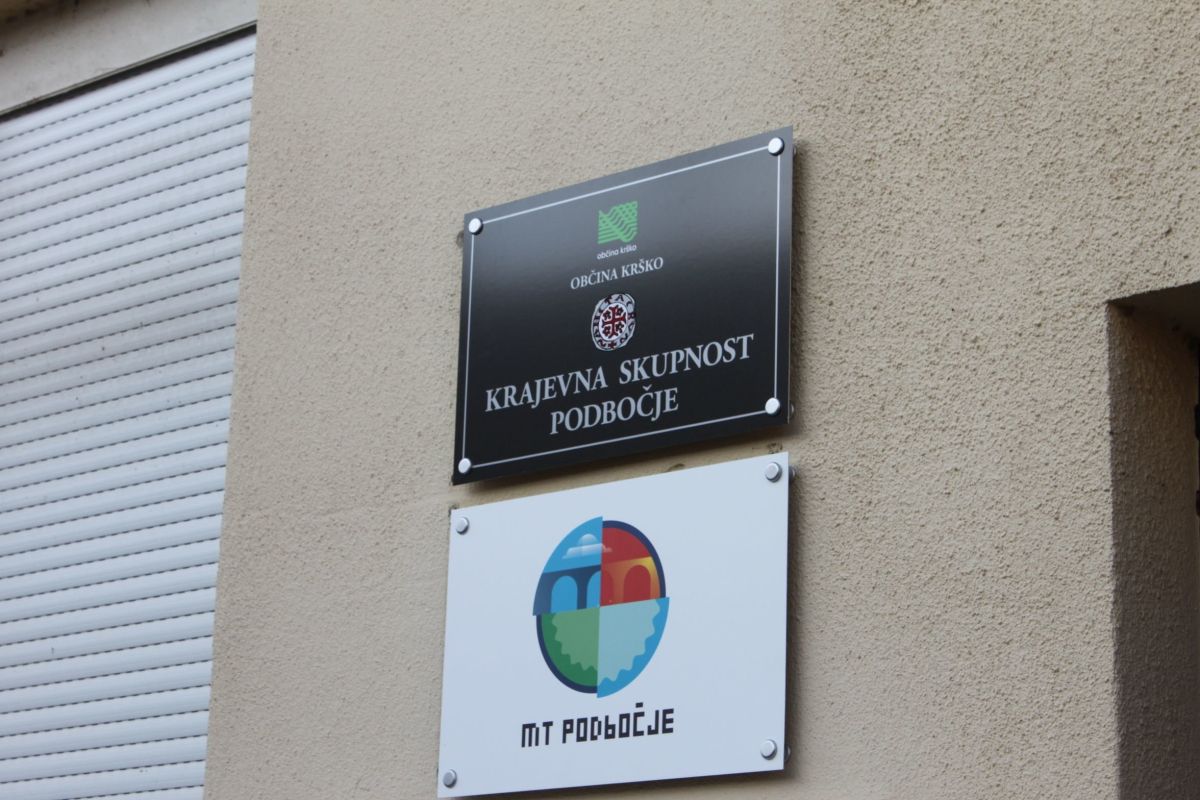 občina krško
OBČINA KRŠKO
KRAJEVNA SKUPNOST
PODBOČJE
MT PODBOČJE